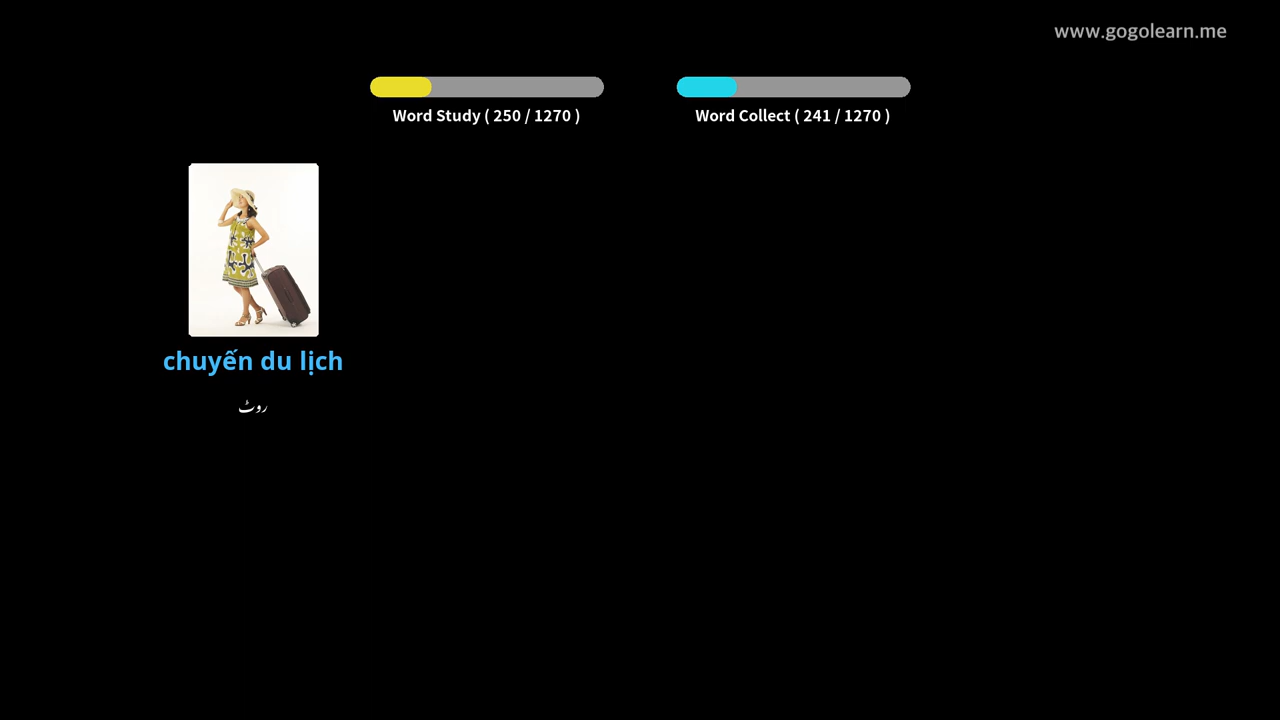 www.gogolearn.me
Word Study ( 250 / 1270 )
Word Collect ( 241 / 1270 )
chuyến du lịch
روٹ